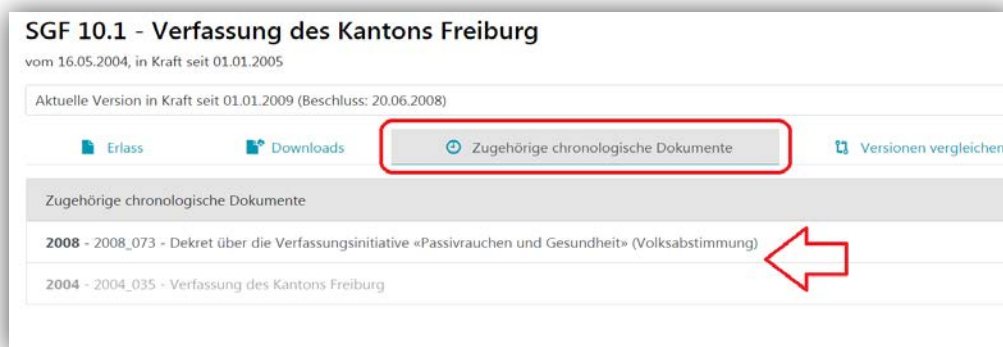 SGF 10.1 - Verfassung des Kantons Freiburg
vom 16.05.2004, in Kraft seit 01.01.2005
Aktuelle Version in Kraft seit 01.01.2009 (Beschluss: 20.06.2008)
Erlass Downloads Zugehörige chronologische Dokumente Versionen vergleichen
Zugehörige chronologische Dokumente
2008 - 2008_073 - Dekret über die Verfassungsinitiative «Passivrauchen und Gesundheit» (Volksabstimmung)
2004 - 2004_035 - Verfassung des Kantons Freiburg